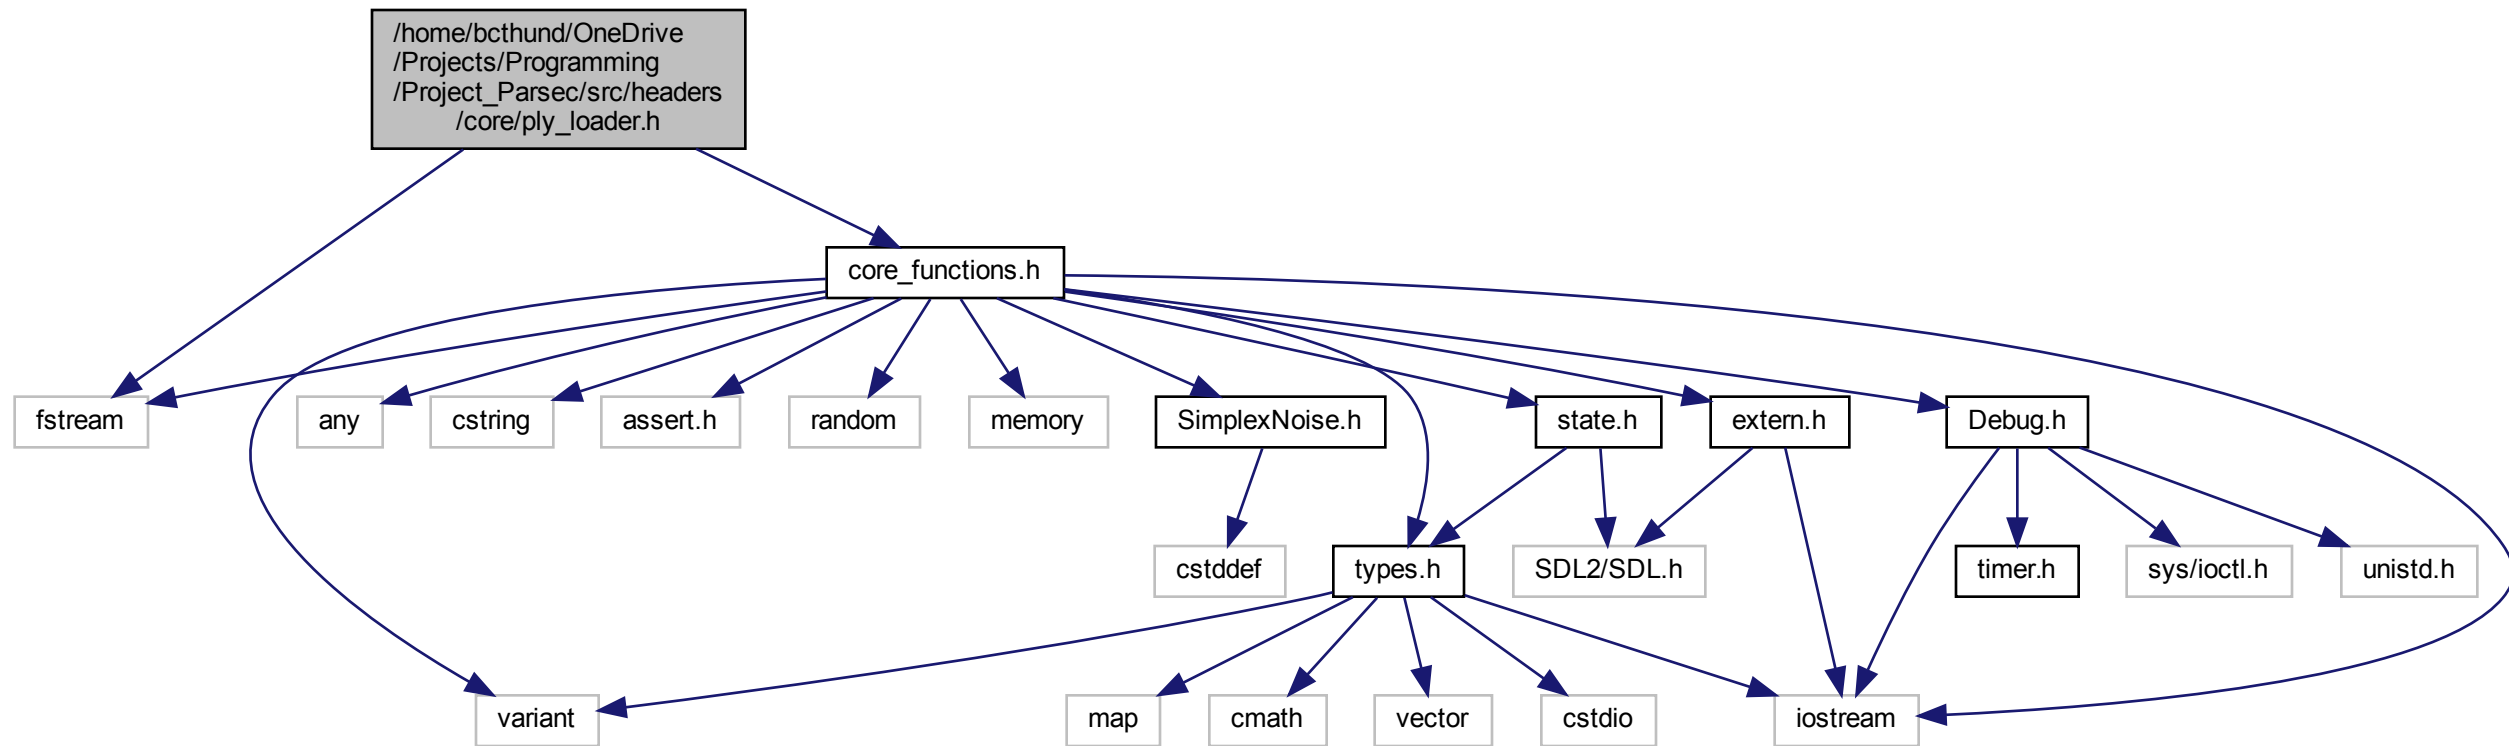 /home/bcthund/OneDrive
/Projects/Programming
/Project_Parsec/src/headers
/core/ply_loader.h
core_functions.h
fstream
any
cstring
assert.h
random
memory
SimplexNoise.h
state.h
extern.h
Debug.h
cstddef
types.h
SDL2/SDL.h
timer.h
sys/ioctl.h
unistd.h
variant
map
cmath
vector
cstdio
iostream